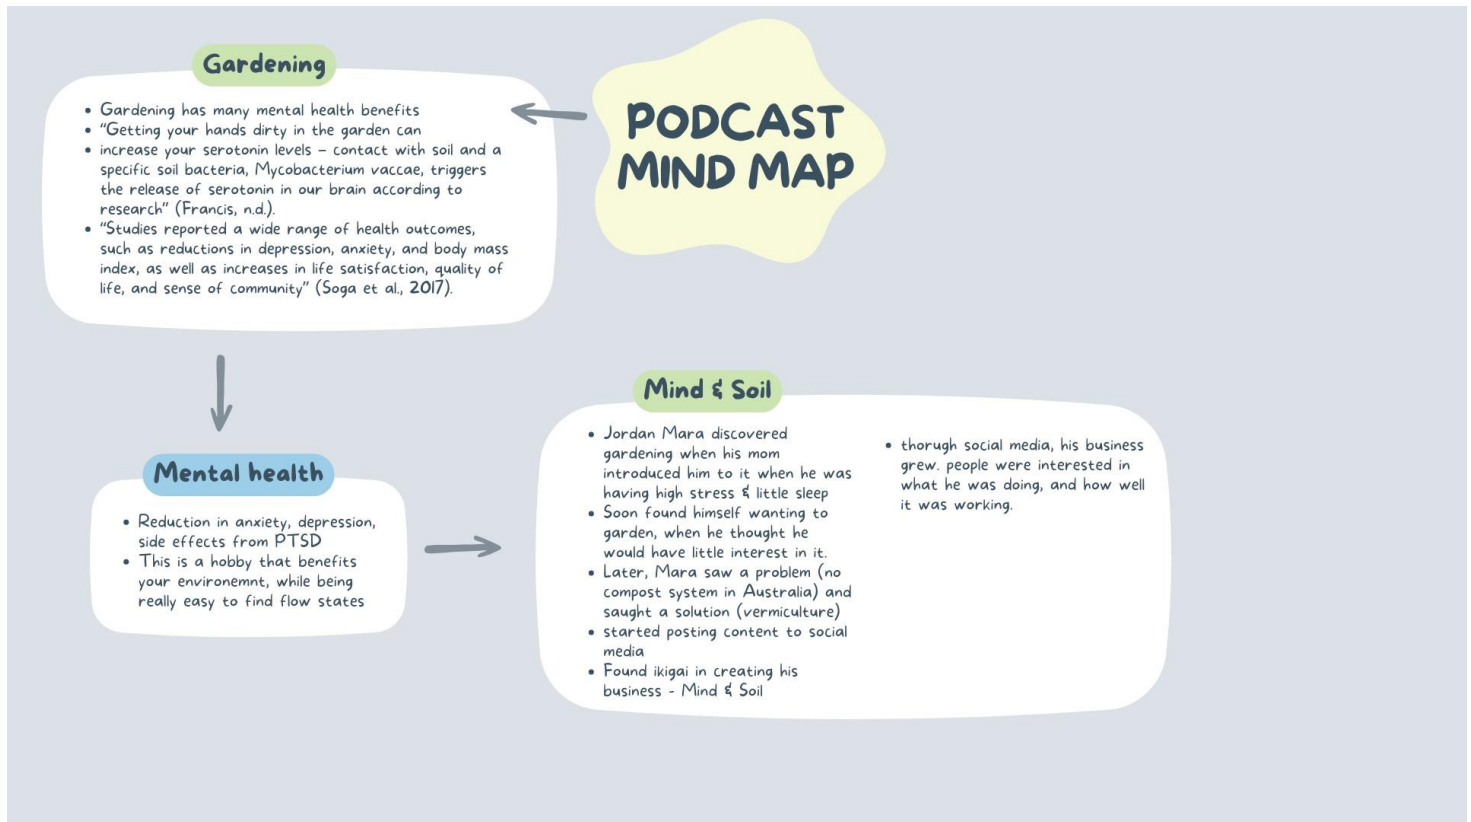 PODCAST
MIND MAP
Gardening
• Gardening has many mental health benefits
• “Getting your hands dirty in the garden can
• increase your serotonin levels – contact with soil and a
specific soil bacteria, Mycobacterium vaccae, triggers
the release of serotonin in our brain according to
research” (Francis, n.d.).
• “Studies reported a wide range of health outcomes,
such as reductions in depression, anxiety, and body mass
index, as well as increases in life satisfaction, quality of
life, and sense of community” (Soga et al., 2017).
Mental health
• Reduction in anxiety, depression,
side effects from PTSD
• This is a hobby that benefits
your environemnt, while being
really easy to find flow states
Mind & Soil
• Jordan Mara discovered
gardening when his mom
introduced him to it when he was
having high stress & little sleep
• Soon found himself wanting to
garden, when he thought he
would have little interest in it.
• Later, Mara saw a problem (no
compost system in Australia) and
saught a solution (vermiculture)
• started posting content to social
media
• Found ikigai in creating his
business - Mind & Soil
• thorugh social media, his business
grew. people were interested in
what he was doing, and how well
it was working.